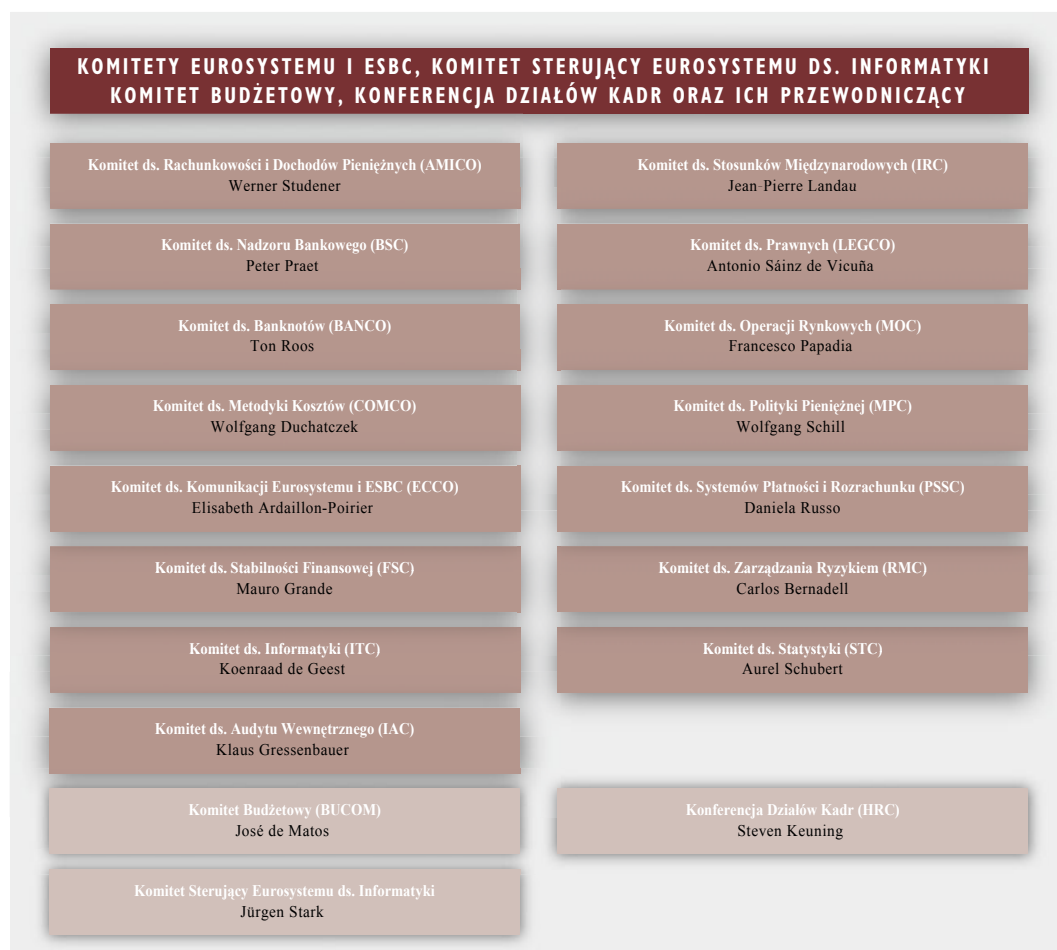 KOMITETY EUROSYSTEMU I ESBC, KOMITET STERUJĄCY EUROSYSTEMU DS. INFORMATYKI
KOMITET BUDŻETOWY, KONFERENCJA DZIAŁÓW KADR ORAZ ICH PRZEWODNICZĄCY
Komitet ds. Rachunkowości i Dochodów Pieniężnych (AMICO)
Werner Studener
Komitet ds. Nadzoru Bankowego (BSC)
Peter Praet
Komitet ds. Banknotów (BANCO)
Ton Roos
Komitet ds. Metodyki Kosztów (COMCO)
Wolfgang Duchatczek
Komitet ds. Komunikacji Eurosystemu i ESBC (ECCO)
Elisabeth Ardaillon-Poirier
Komitet ds. Stabilności Finansowej (FSC)
Mauro Grande
Komitet ds. Informatyki (ITC)
Koenraad de Geest
Komitet ds. Audytu Wewnętrznego (IAC)
Klaus Gressenbauer
Komitet Budżetowy (BUCOM)
José de Matos
Komitet Sterujący Eurosystemu ds. Informatyki
Jürgen Stark
Komitet ds. Stosunków Międzynarodowych (IRC)
Jean-Pierre Landau
Komitet ds. Prawnych (LEGCO)
Antonio Sáinz de Vicuña
Komitet ds. Operacji Rynkowych (MOC)
Francesco Papadia
Komitet ds. Polityki Pieniężnej (MPC)
Wolfgang Schill
Komitet ds. Systemów Płatności i Rozrachunku (PSSC)
Daniela Russo
Komitet ds. Zarządzania Ryzykiem (RMC)
Carlos Bernadell
Komitet ds. Statystyki (STC)
Aurel Schubert
Konferencja Działów Kadr (HRC)
Steven Keuning